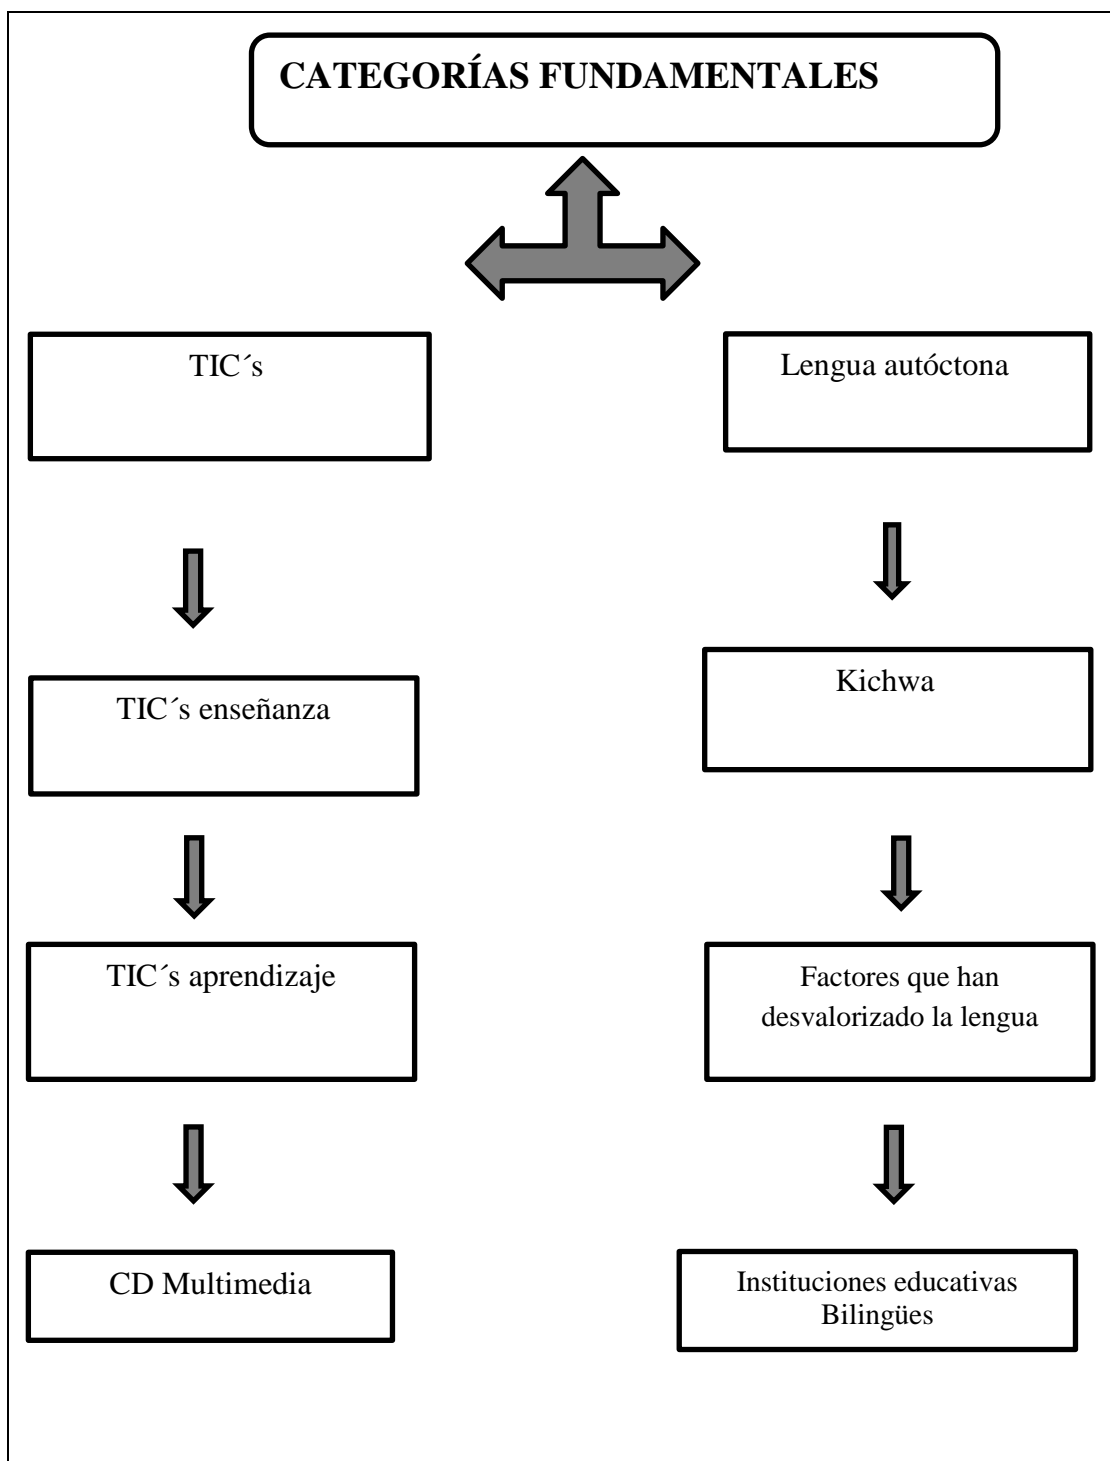 CATEGORÍAS FUNDAMENTALES
TIC´s
Lengua autóctona
TIC´s enseñanza
Kichwa
TIC´s aprendizaje
Factores que han
desvalorizado la lengua
CD Multimedia
Instituciones educativas
Bilingües